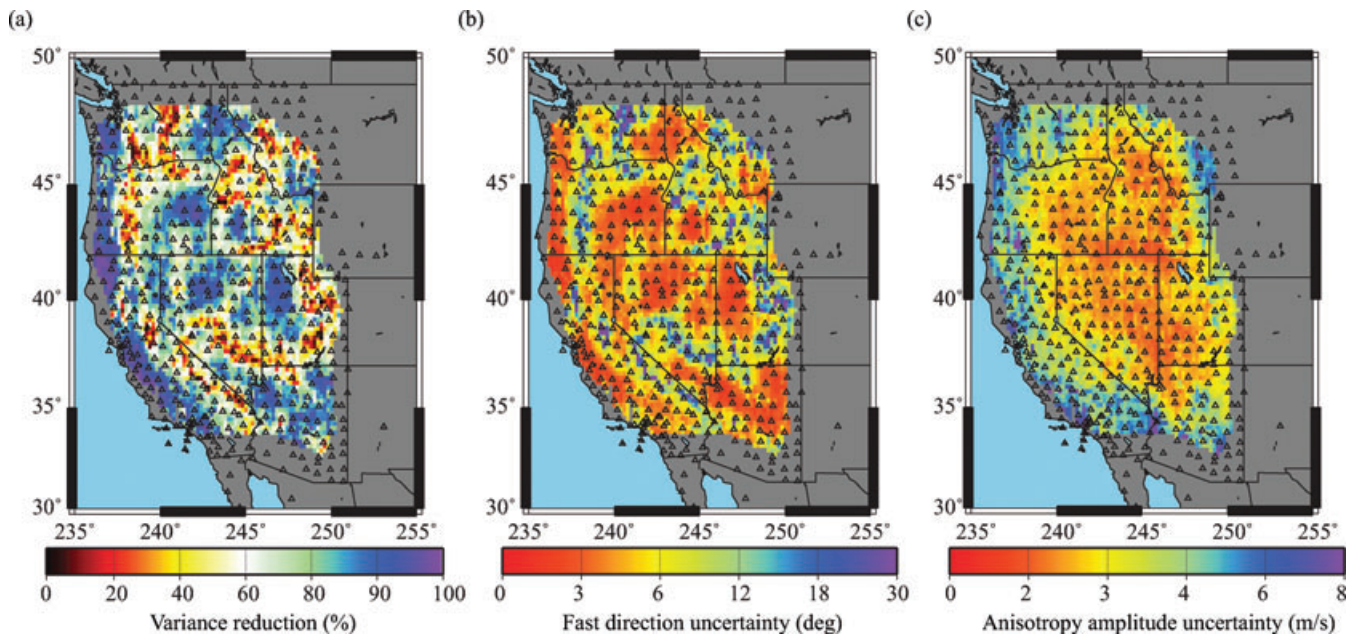 (a) (b) (c)
50° 50° 50°
45° 45° 45°
40° 40° 40°
35° 35° 35°
30° 30° 30°
235° 240° 245° 250° 255° 235° 240° 245° 250° 255° 235° 240° 245° 250° 255°
0 20 40 60 80 90 100 0 3 6 12 18 30 0 2 3 4 6 8
Variance reduction (%) Fast direction uncertainty (deg) Anisotropy amplitude uncertainty (m/s)